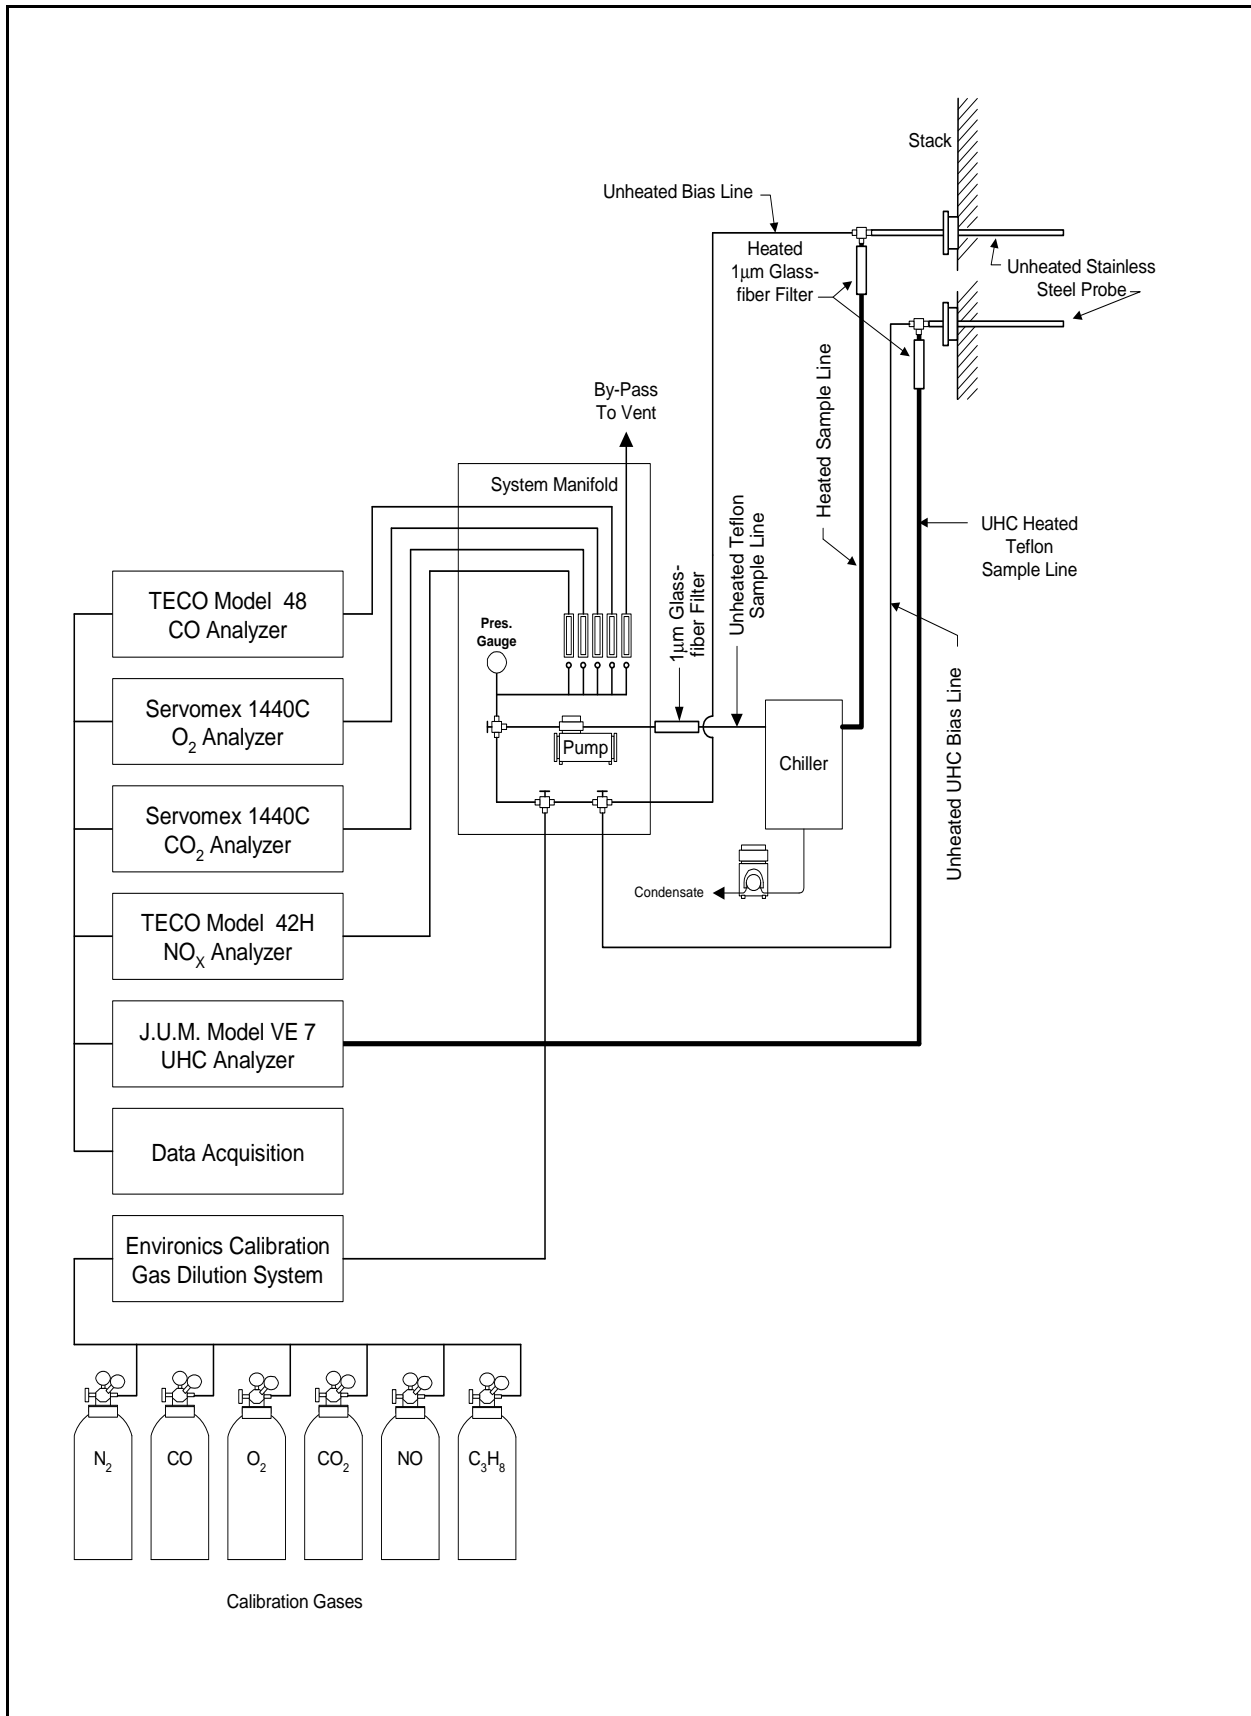 Stack
Unheated Bias Line
Heated
1μm Glass-
fiber Filter
Unheated Stainless
Steel Probe
By-Pass
To Vent
Heated Sample Line
System Manifold
UHC Heated
Teflon
Sample Line
Unheated Teflon
Sample Line
1μm Glass-
fiber Filter
TECO Model 48
CO Analyzer
Pres.
Gauge
Servomex 1440C
O₂ Analyzer
Pump
Chiller
Unheated UHC Bias Line
Servomex 1440C
CO₂ Analyzer
Condensate
TECO Model 42H
NOₓ Analyzer
J.U.M. Model VE 7
UHC Analyzer
Data Acquisition
Environics Calibration
Gas Dilution System
N₂
CO
O₂
CO₂
NO
C₃H₈
Calibration Gases